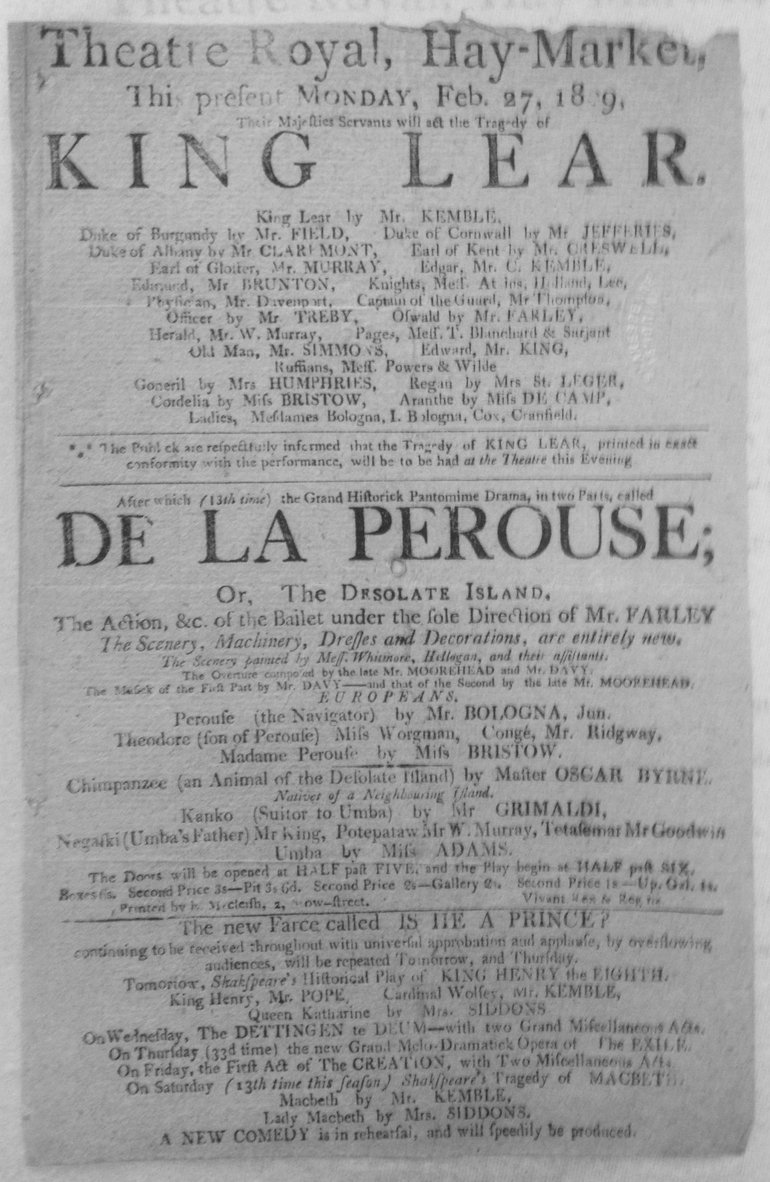 Theatre Royal, Hay-Market,
This preſent MONDAY, Feb. 27, 18 9,
Their Majeſties Servants will act the Tragedy of
KING LEAR.
King Lear by Mr. KEMBLE,
Duke of Burgundy by Mr. FIELD, Duke of Cornwall by Mr JEFFERIES,
Duke of Albany by Mr CLAREMONT, Earl of Kent by Mr. CRESWELL,
Earl of Gloſter, Mr. MURRAY, Edgar, Mr. C. KEMBLE,
Edmund, Mr BRUNTON, Knights, Meſſ. Atkins, Holland, Lee,
Phyſician, Mr. Davenport, Captain of the Guard, Mr Thompſon,
Officer by Mr. TREBY, Oſwald by Mr. FARLEY,
Herald, Mr. W. Murray, Pages, Meſſ. T. Blanchard & Sarjant
Old Man, Mr. SIMMONS, Edward, Mr. KING,
Ruffians, Meſſ. Powers & Wilde
Goneril by Mrs HUMPHRIES, Regan by Mrs St. LEGER,
Cordelia by Miſs BRISTOW, Aranthe by Miſs DE CAMP,
Ladies, Meſdames Bologna, L. Bologna, Cox, Cranfield.
*** The Publick are reſpectfully informed that the Tragedy of KING LEAR, printed in exact
conformity with the performance, will be to be had at the Theatre this Evening
After which (13th time) the Grand Hiſtorick Pantomime Drama, in two Parts, called
DE LA PEROUSE;
Or, The DESOLATE ISLAND,
The Action, &c. of the Ballet under the ſole Direction of Mr. FARLEY
The Scenery, Machinery, Dreſſes and Decorations, are entirely new.
The Scenery painted by Meſſ. Whitmore, Hollogan, and their aſſiſtants.
The Overture compoſed by the late Mr. MOOREHEAD and Mr. DAVY.
The Muſick of the Firſt Part by Mr. DAVY—and that of the Second by the late Mr. MOOREHEAD.
EUROPEANS.
Perouſe (the Navigator) by Mr. BOLOGNA, Jun.
Theodore (ſon of Perouſe) Miſs Worgman, Congé, Mr. Ridgway,
Madame Perouſe by Miſs BRISTOW.
Chimpanzee (an Animal of the Deſolate Iſland) by Maſter OSCAR BYRNE.
Natives of a Neighbouring Iſland.
Kanko (Suitor to Umba) by Mr GRIMALDI,
Negaſki (Umba's Father) Mr King, Potepataw Mr W. Murray, Tetaſemar Mr Goodwin
Umba by Miſs ADAMS.
The Doors will be opened at HALF paſt FIVE, and the Play begin at HALF paſt SIX.
Boxes 6s. Second Price 3s—Pit 3s 6d. Second Price 2s—Gallery 2s. Second Price 1s—Up. Gal. 1s.
Printed by E. Macleiſh, 2, Bow-ſtreet. Vivant Rex & Regina
The new Farce called IS HE A PRINCE?
continuing to be received throughout with univerſal approbation and applauſe, by overflowing
audiences, will be repeated Tomorrow, and Thurſday.
Tomorrow, Shakſpeare's Hiſtorical Play of KING HENRY the EIGHTH.
King Henry, Mr. POPE, Cardinal Wolſey, Mr. KEMBLE,
Queen Katharine by Mrs. SIDDONS
On Wedneſday, The DETTINGEN te DEUM—with two Grand Miſcellaneous Acts.
On Thurſday (33d time) the new Grand Melo-Dramatick Opera of The EXILE.
On Friday, the Firſt Act of The CREATION, with Two Miſcellaneous Acts.
On Saturday (13th time this ſeaſon) Shakſpeare's Tragedy of MACBETH.
Macbeth by Mr. KEMBLE,
Lady Macbeth by Mrs. SIDDONS.
A NEW COMEDY is in rehearſal, and will ſpeedily be produced.